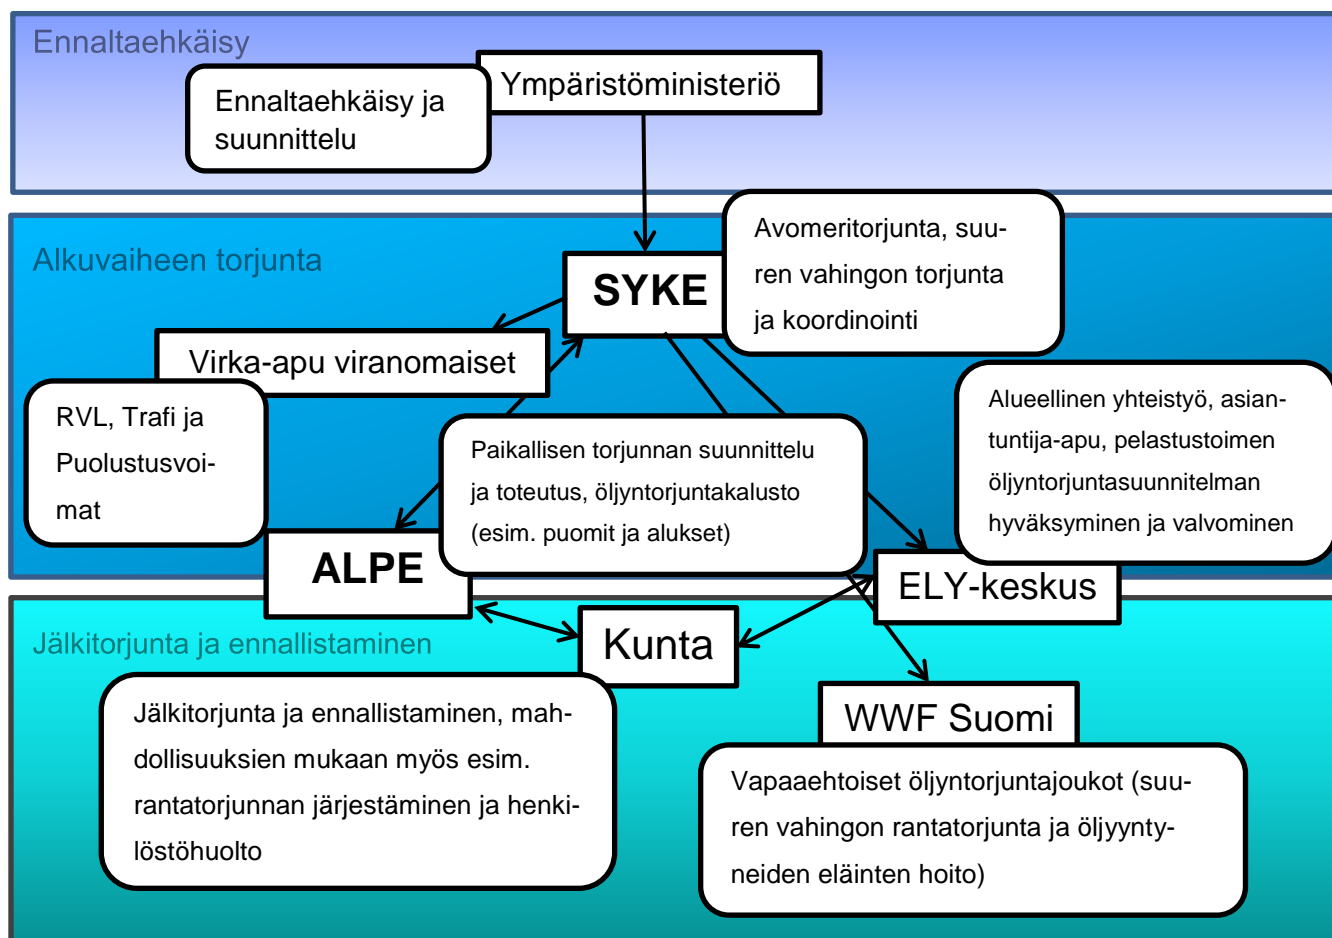 Ennaltaehkäisy
Ympäristöministeriö
Ennaltaehkäisy ja
suunnittelu
Alkuvaiheen torjunta
SYKE
Avomeritorjunta, suu-
ren vahingon torjunta
ja koordinointi
Virka-apu viranomaiset
RVL, Trafi ja
Puolustusvoi-
mat
Paikallisen torjunnan suunnittelu
ja toteutus, öljyntorjuntakalusto
(esim. puomit ja alukset)
Alueellinen yhteistyö, asian-
tuntija-apu, pelastustoimen
öljyntorjuntasuunnitelman
hyväksyminen ja valvominen
ALPE
ELY-keskus
Jälkitorjunta ja ennallistaminen
Kunta
Jälkitorjunta ja ennallistaminen, mah-
dollisuuksien mukaan myös esim.
rantatorjunnan järjestäminen ja henki-
löstöhuolto
WWF Suomi
Vapaaehtoiset öljyntorjuntajoukot (suu-
ren vahingon rantatorjunta ja öljyynty-
neiden eläinten hoito)